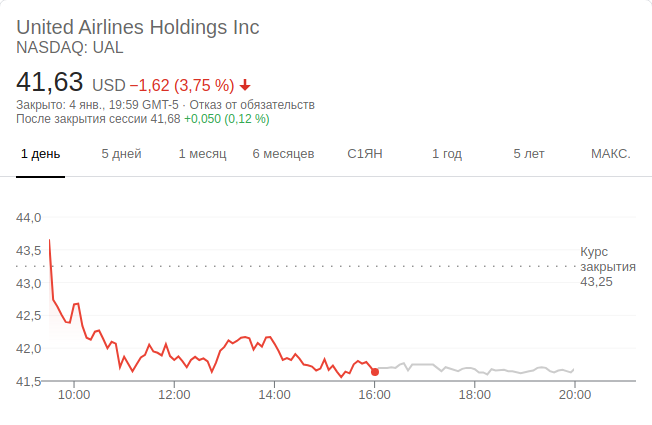 United Airlines Holdings Inc
NASDAQ: UAL
41,63 USD −1,62 (3,75 %)
Закрыто: 4 янв., 19:59 GMT-5 · Отказ от обязательств
После закрытия сессии 41,68 +0,050 (0,12 %)
1 день 5 дней 1 месяц 6 месяцев С1ЯН 1 год 5 лет МАКС.
44,0
43,5
Курс
закрытия
43,25
43,0
42,5
42,0
41,5
10:00 12:00 14:00 16:00 18:00 20:00